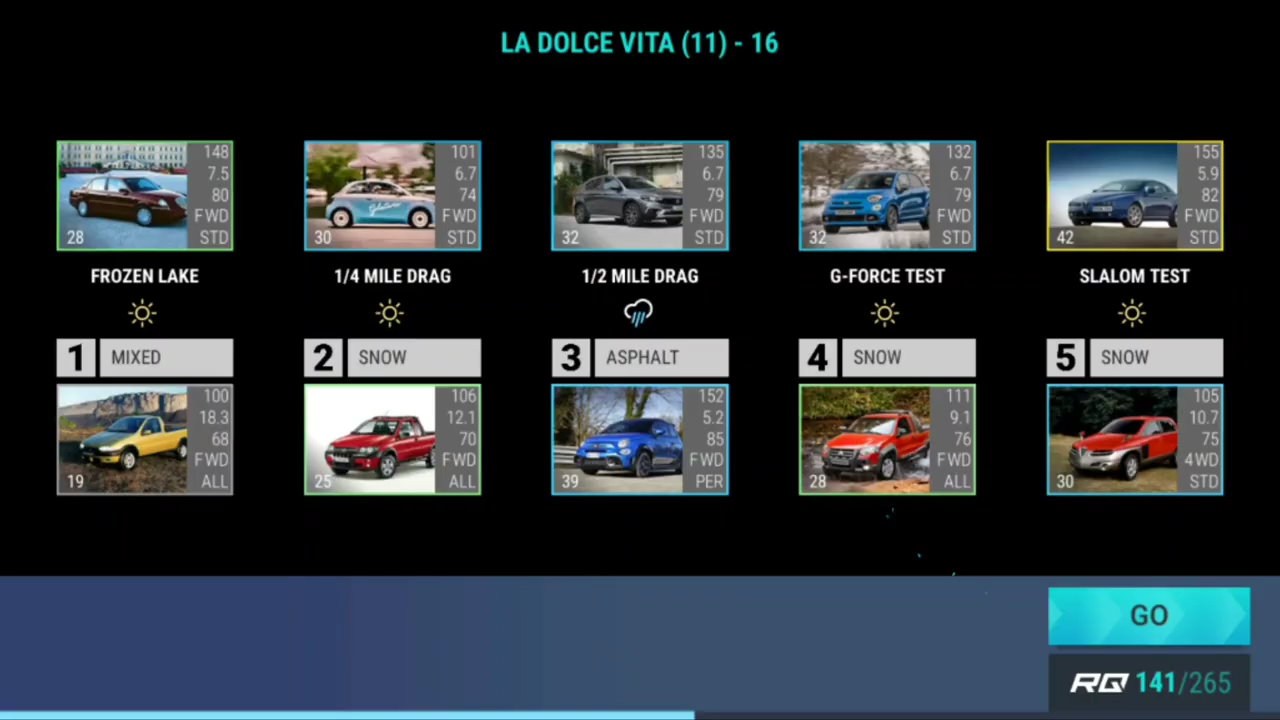 LA DOLCE VITA (11) - 16
148
7.5
80
FWD
28 STD
101
6.7
74
FWD
30 STD
135
6.7
79
FWD
32 STD
132
6.7
79
FWD
32 STD
155
5.9
82
FWD
42 STD
FROZEN LAKE
1/4 MILE DRAG
1/2 MILE DRAG
G-FORCE TEST
SLALOM TEST
1 MIXED
2 SNOW
3 ASPHALT
4 SNOW
5 SNOW
100
18.3
68
FWD
19 ALL
106
12.1
70
FWD
25 ALL
152
5.2
85
FWD
39 PER
111
9.1
76
FWD
28 ALL
105
10.7
75
4WD
30 STD
GO
RQ 141/265